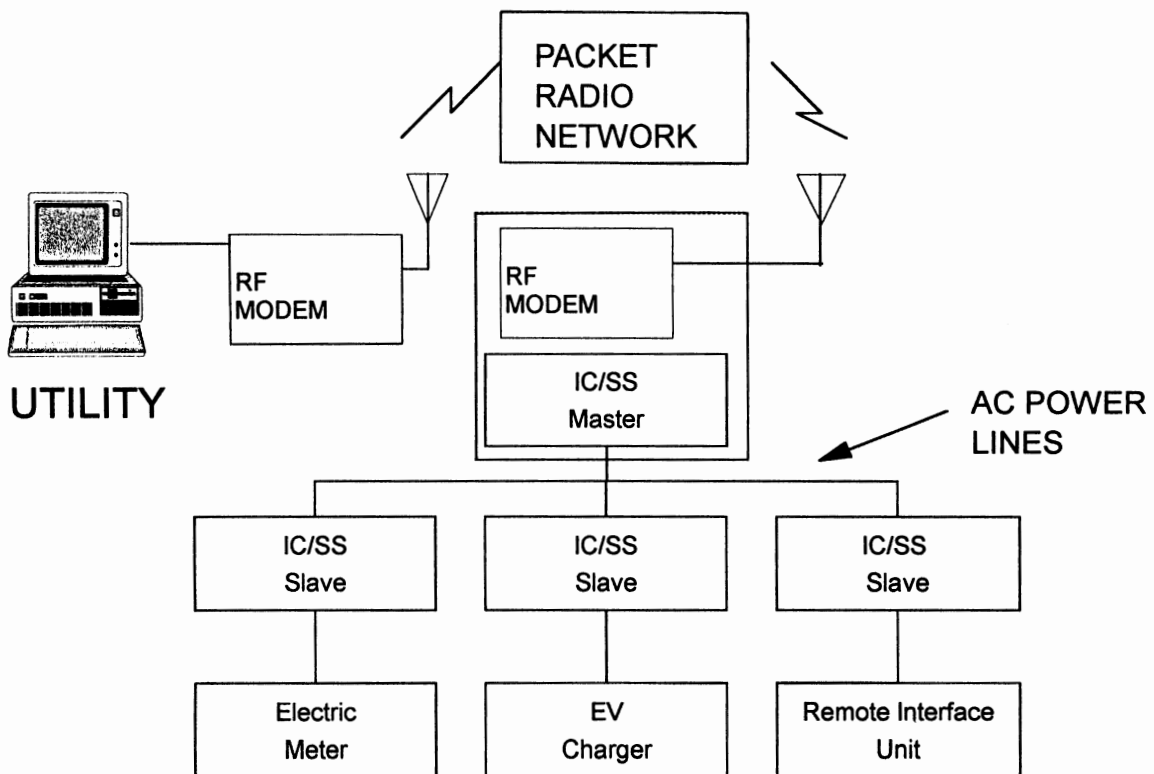 PACKET
RADIO
NETWORK
RF
MODEM
RF
MODEM
IC/SS
Master
UTILITY
AC POWER
LINES
IC/SS
Slave
IC/SS
Slave
IC/SS
Slave
Electric
Meter
EV
Charger
Remote Interface
Unit